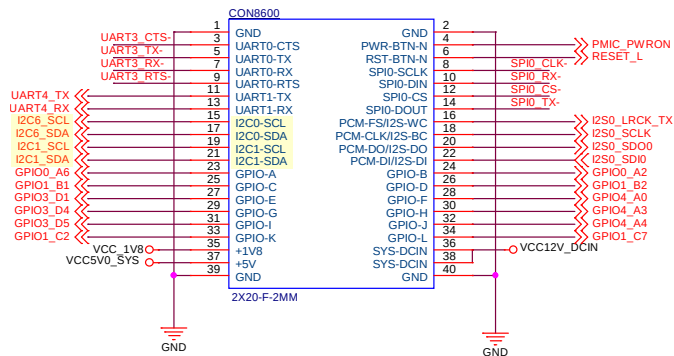 CON8600
1 GND GND 2
UART3_CTS- 3 UART0-CTS PWR-BTN-N 4 PMIC_PWRON
UART3_TX- 5 UART0-TX RST-BTN-N 6 RESET_L
UART3_RX- 7 UART0-RX SPI0-SCLK 8 SPI0_CLK-
UART3_RTS- 9 UART0-RTS SPI0-DIN 10 SPI0_RX-
UART4_TX 11 UART1-TX SPI0-CS 12 SPI0_CS-
UART4_RX 13 UART1-RX SPI0-DOUT 14 SPI0_TX-
I2C6_SCL 15 I2C0-SCL PCM-FS/I2S-WC 16 I2S0_LRCK_TX
I2C6_SDA 17 I2C0-SDA PCM-CLK/I2S-BC 18 I2S0_SCLK
I2C1_SCL 19 I2C1-SCL PCM-DO/I2S-DO 20 I2S0_SDO0
I2C1_SDA 21 I2C1-SDA PCM-DI/I2S-DI 22 I2S0_SDI0
GPIO0_A6 23 GPIO-A GPIO-B 24 GPIO0_A2
GPIO1_B1 25 GPIO-C GPIO-D 26 GPIO1_B2
GPIO3_D1 27 GPIO-E GPIO-F 28 GPIO4_A0
GPIO3_D4 29 GPIO-G GPIO-H 30 GPIO4_A3
GPIO3_D5 31 GPIO-I GPIO-J 32 GPIO4_A4
GPIO1_C2 33 GPIO-K GPIO-L 34 GPIO1_C7
VCC_1V8 35 +1V8 SYS-DCIN 36 VCC12V_DCIN
VCC5V0_SYS 37 +5V SYS-DCIN 38
39 GND GND 40
2X20-F-2MM
GND GND